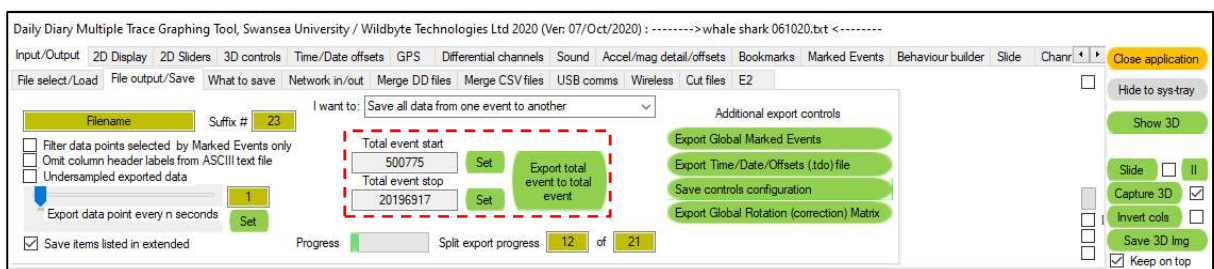 Daily Diary Multiple Trace Graphing Tool, Swansea University / Wildbyte Technologies Ltd 2020 (Ver: 07/Oct/2020) : -------->whale shark 061020.txt <--------
Input/Output 2D Display 2D Sliders 3D controls Time/Date offsets GPS Differential channels Sound Accel/mag detail/offsets Bookmarks Marked Events Behaviour builder Slide Chanr
Close application
File select/Load File output/Save What to save Network in/out Merge DD files Merge CSV files USB comms Wireless Cut files E2
Hide to sys-tray
I want to: Save all data from one event to another
Additional export controls
Filename Suffix # 23
Show 3D
Filter data points selected by Marked Events only
Omit column header labels from ASCIII text file
Undersampled exported data
Total event start
500775 Set
Total event stop
20196917 Set
Export total
event to total
event
Export Global Marked Events
Export Time/Date/Offsets (.tdo) file
Save controls configuration
Export Global Rotation (correction) Matrix
1
Export data point every n seconds Set
Save items listed in extended
Progress Split export progress 12 of 21
Slide II
Capture 3D
Invert cols
Save 3D Img
Keep on top